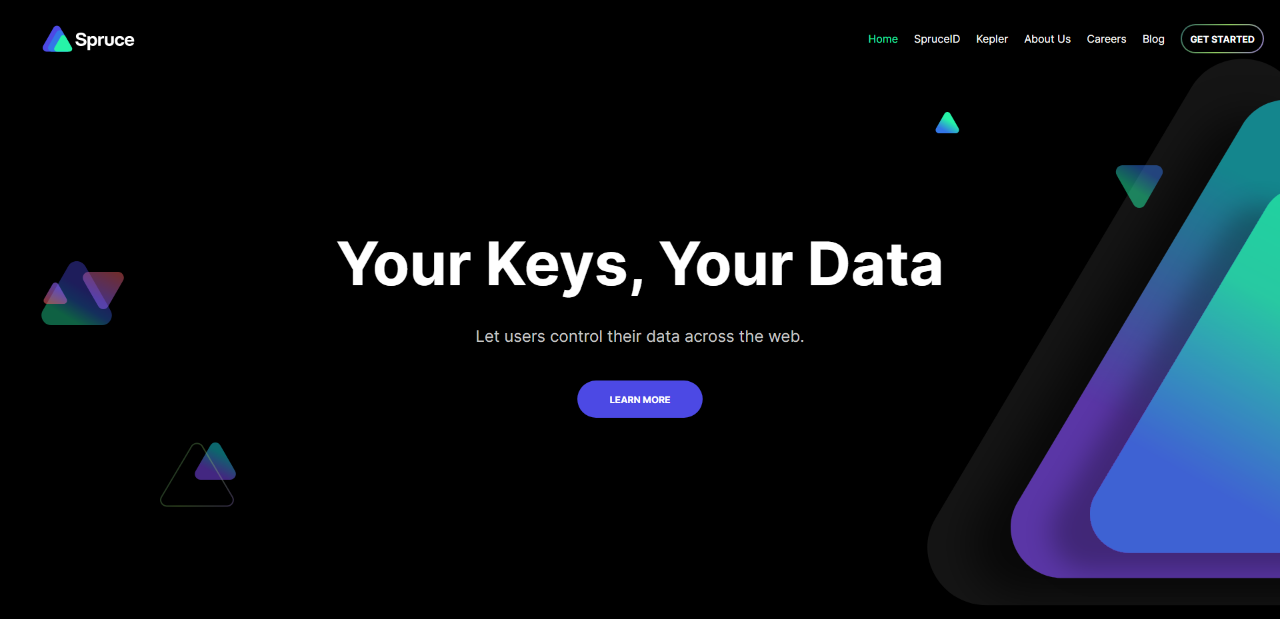 Spruce
Home SpruceID Kepler About Us Careers Blog GET STARTED
Your Keys, Your Data
Let users control their data across the web.
LEARN MORE